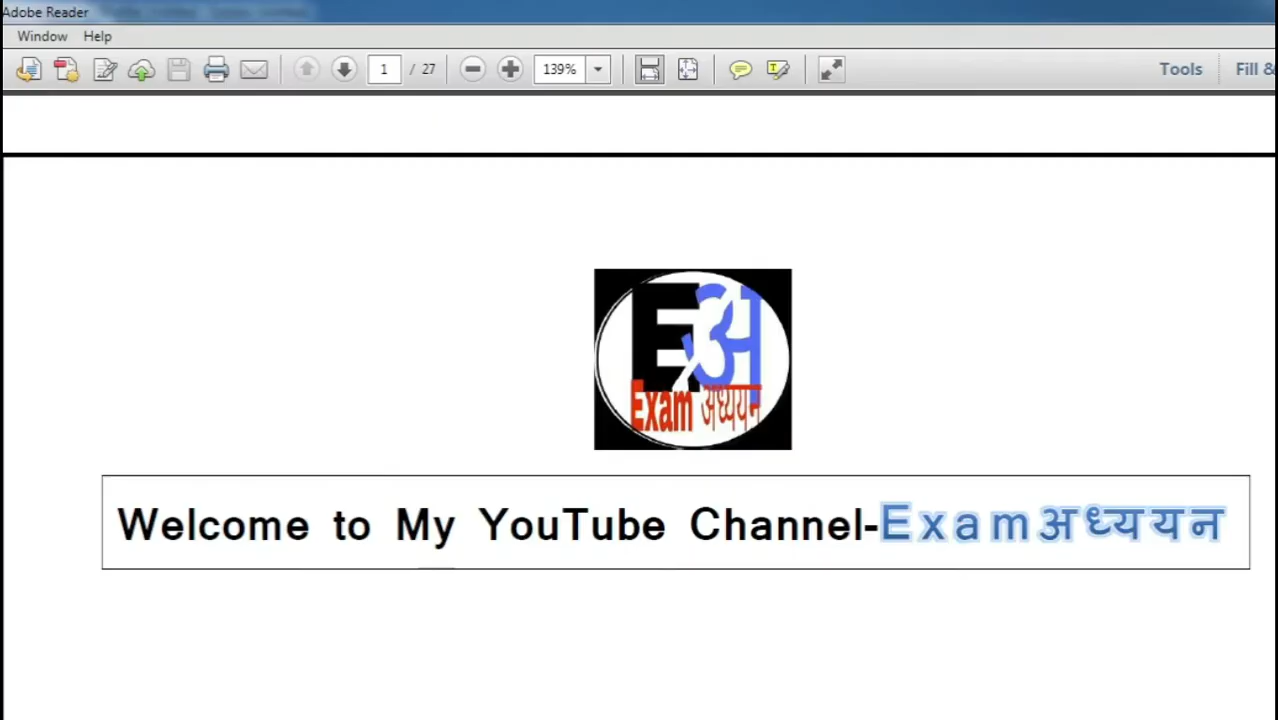 Adobe Reader
Window Help
1 / 27 139% Tools Fill &
Eअ
Exam अध्ययन
Welcome to My YouTube Channel-Examअध्ययन